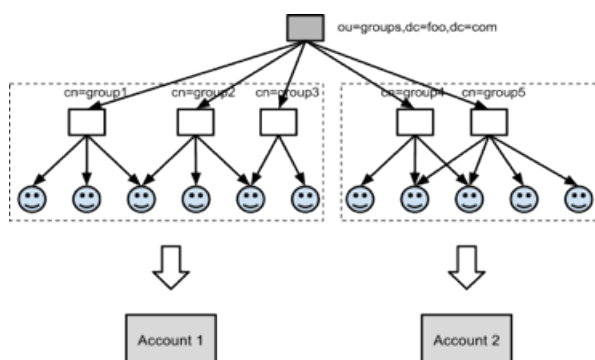 ou=groups,dc=foo,dc=com
cn=group1 cn=group2 cn=group3 cn=group4 cn=group5
Account 1 Account 2